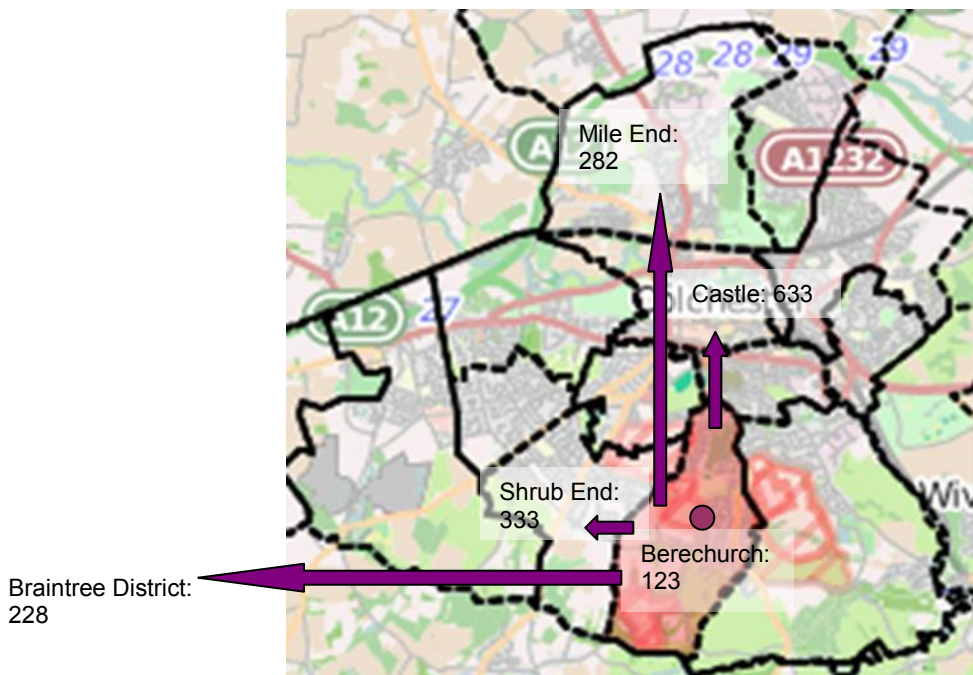 28 28 29 29
Mile End:
282
A1232
Castle: 633
A12
27
Shrub End:
333
Berechurch:
123
Braintree District:
228